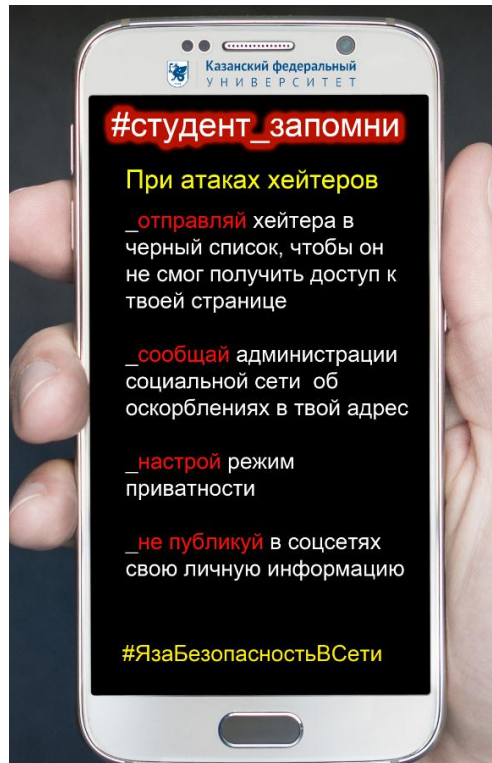 Казанский федеральный
УНИВЕРСИТЕТ
#студент_запомни
При атаках хейтеров
_отправляй хейтера в
черный список, чтобы он
не смог получить доступ к
твоей странице
_сообщай администрации
социальной сети об
оскорблениях в твой адрес
_настрой режим
приватности
_не публикуй в соцсетях
свою личную информацию
#ЯзаБезопасностьВСети